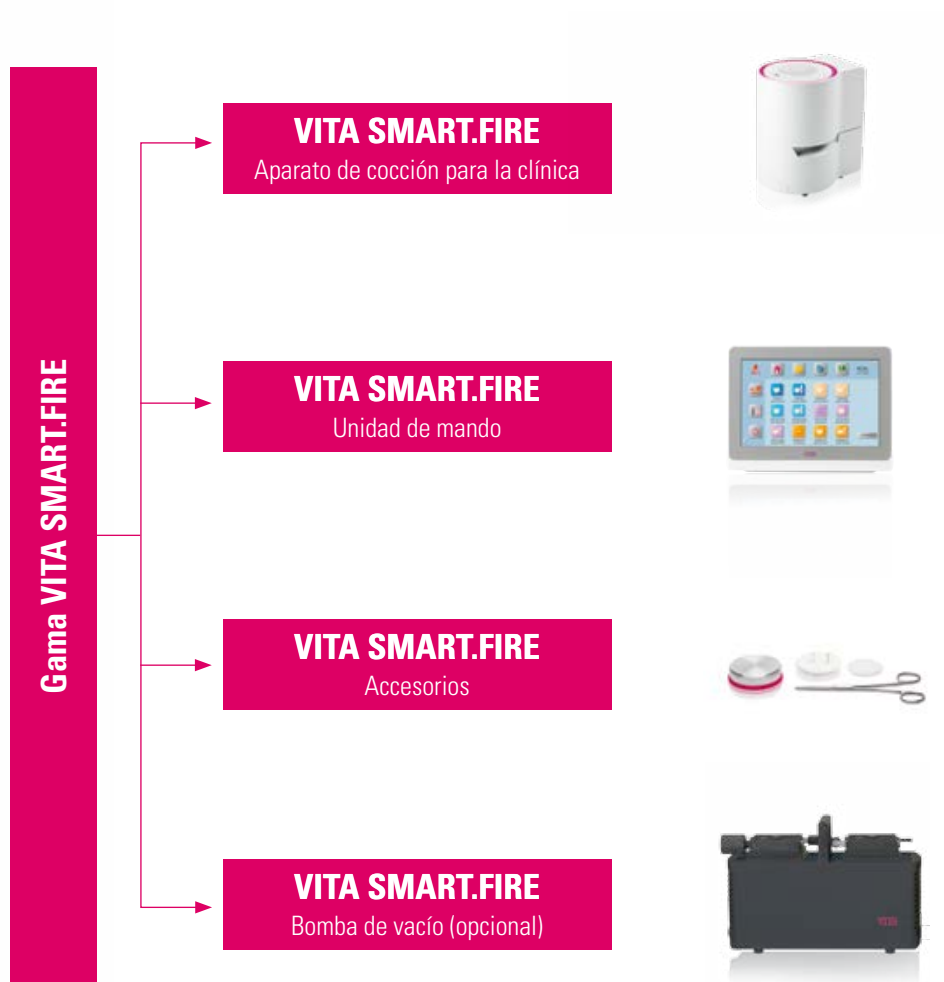 Gama VITA SMART.FIRE
VITA SMART.FIRE
Aparato de cocción para la clínica
VITA SMART.FIRE
Unidad de mando
VITA SMART.FIRE
Accesorios
VITA SMART.FIRE
Bomba de vacío (opcional)
VITA